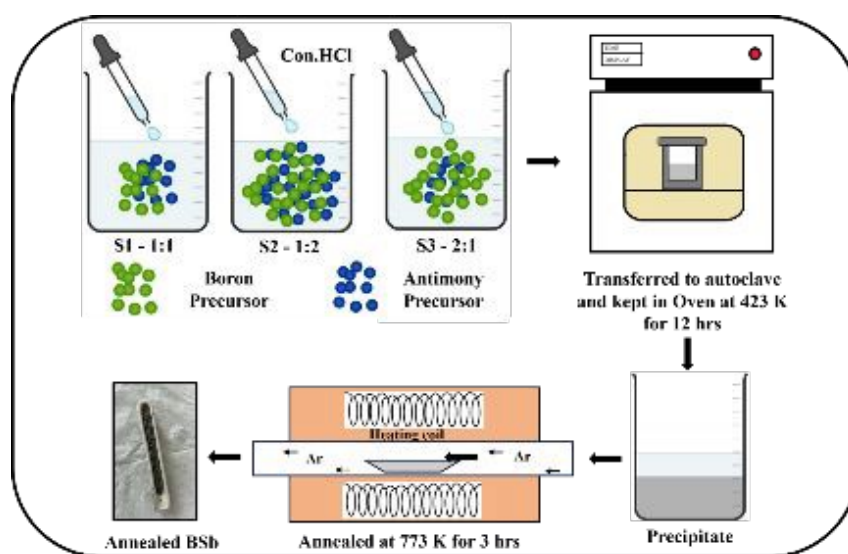 Con.HCl
S1 - 1:1
S2 - 1:2
S3 - 2:1
Boron
Precursor
Antimony
Precursor
Transferred to autoclave
and kept in Oven at 423 K
for 12 hrs
Heating coil
Ar
Ar
Annealed BSb
Annealed at 773 K for 3 hrs
Precipitate